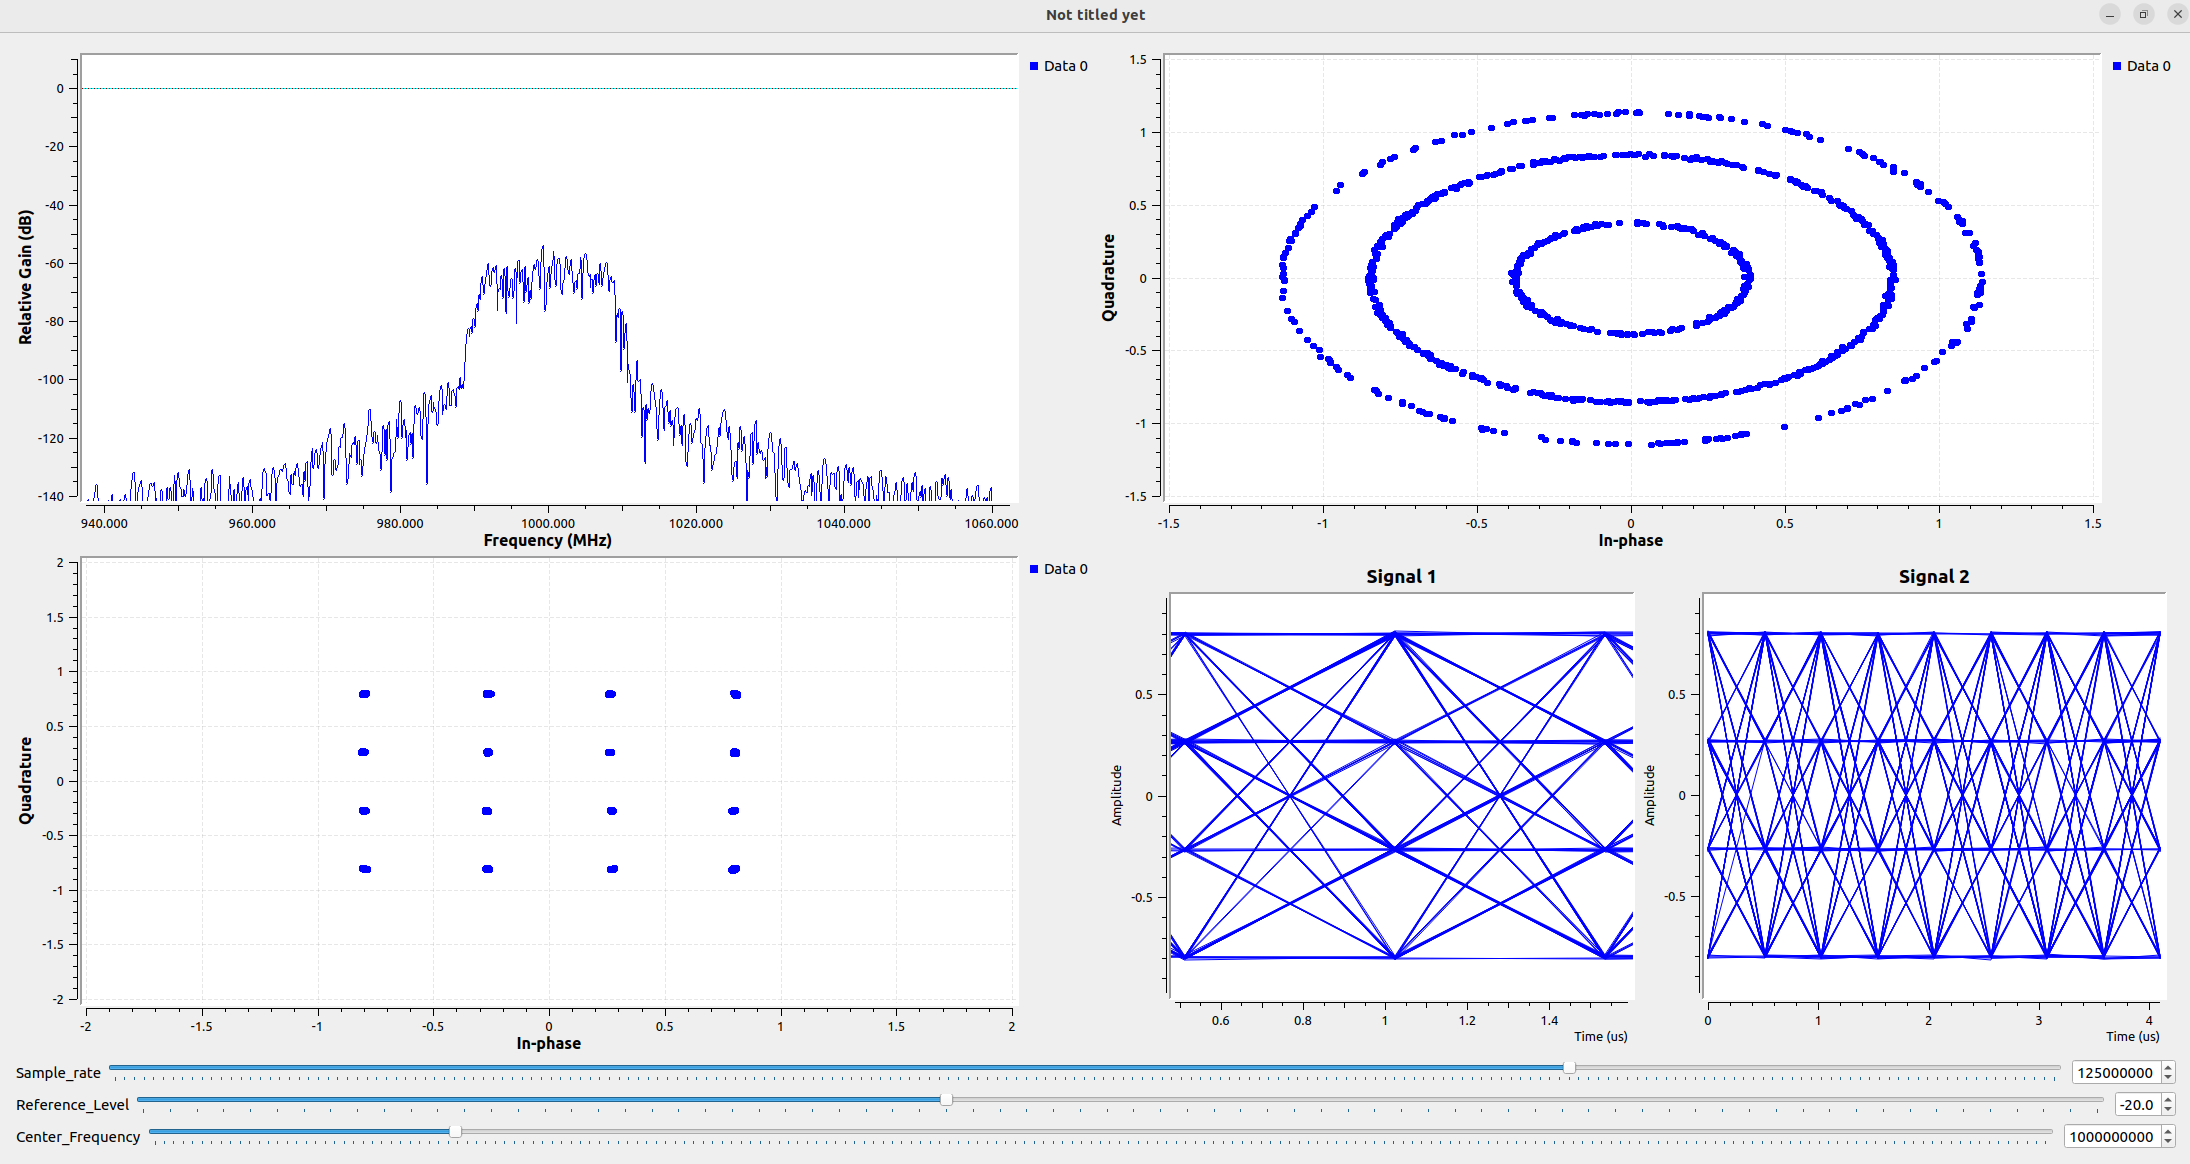 Not titled yet
Data 0
0
-20
-40
-60
-80
-100
-120
-140
Relative Gain (dB)
940.000 960.000 980.000 1000.000 1020.000 1040.000 1060.000
Frequency (MHz)
Data 0
1.5
1
0.5
0
-0.5
-1
-1.5
Quadrature
-1.5 -1 -0.5 0 0.5 1 1.5
In-phase
Data 0
2
1.5
1
0.5
0
-0.5
-1
-1.5
-2
Quadrature
-2 -1.5 -1 -0.5 0 0.5 1 1.5 2
In-phase
Signal 1
0.5
0
-0.5
Amplitude
0.6 0.8 1 1.2 1.4
Time (us)
Signal 2
0.5
0
-0.5
Amplitude
0 1 2 3 4
Time (us)
Sample_rate 125000000
Reference_Level -20.0
Center_Frequency 1000000000